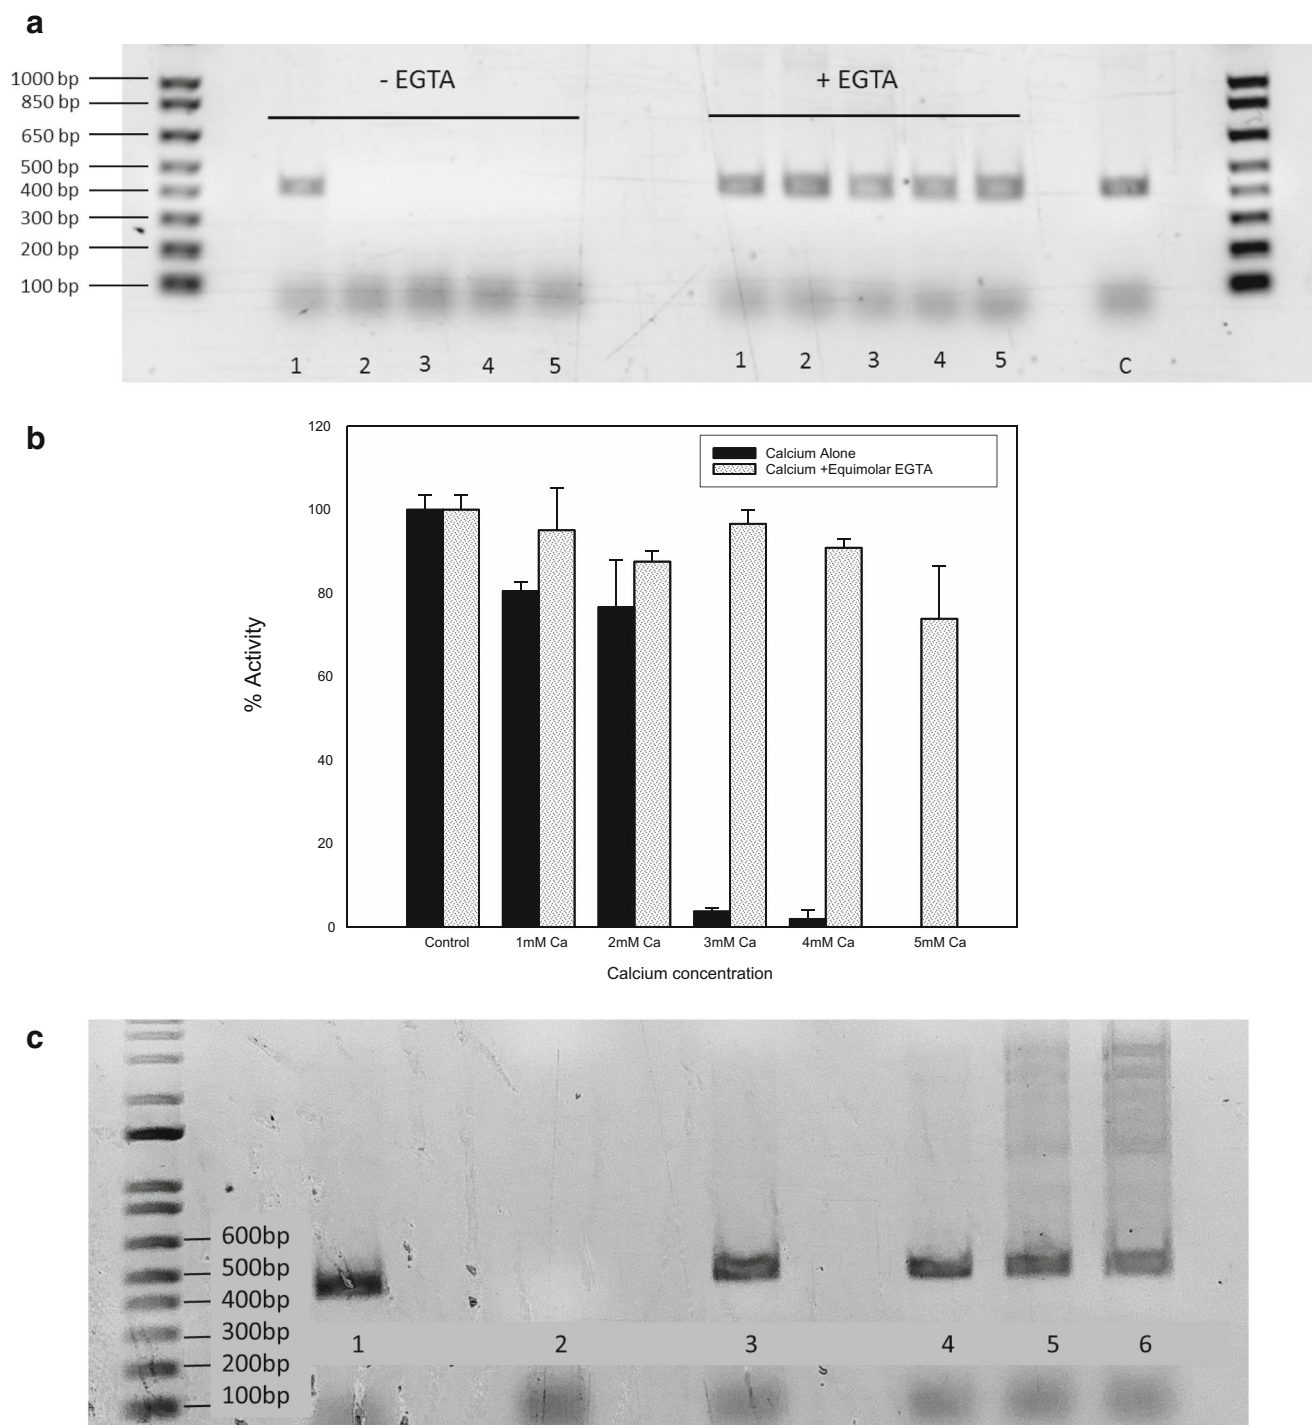 a
- EGTA
+ EGTA
1000 bp
850 bp
650 bp
500 bp
400 bp
300 bp
200 bp
100 bp
1 2 3 4 5 1 2 3 4 5 C
b
120
100
80
60
40
20
0
% Activity
Calcium Alone
Calcium +Equimolar EGTA
Control 1mM Ca 2mM Ca 3mM Ca 4mM Ca 5mM Ca
Calcium concentration
c
600bp
500bp
400bp
300bp
200bp
100bp
1 2 3 4 5 6